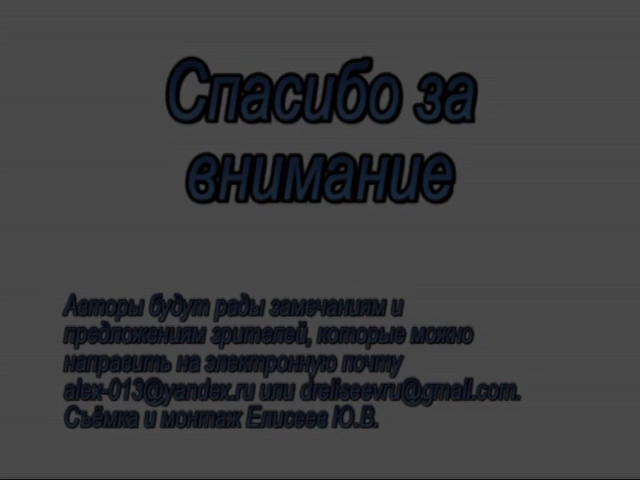 Спасибо за
внимание
Авторы будут рады замечаниям и
предложениям зрителей, которые можно
направить на электронную почту
alex-013@yandex.ru или dreliseevru@gmail.com.
Съёмка и монтаж Елисеев Ю.В.